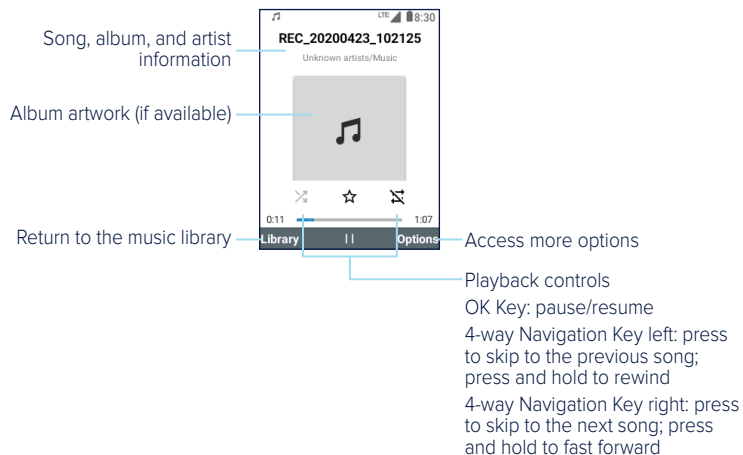 LTE 8:30
REC_20200423_102125
Unknown artists/Music
Song, album, and artist
information
Album artwork (if available)
0:11 1:07
Library Options
Return to the music library
Access more options
Playback controls
OK Key: pause/resume
4-way Navigation Key left: press
to skip to the previous song;
press and hold to rewind
4-way Navigation Key right: press
to skip to the next song; press
and hold to fast forward